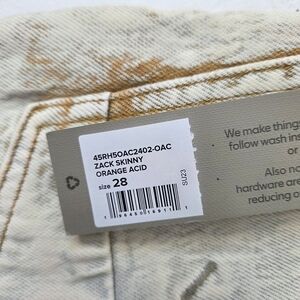 45RH5OAC2402-OAC
ZACK SKINNY
ORANGE ACID
size 28
SU23
We make things
follow wash ins
or
Also no
hardware are
reducing o